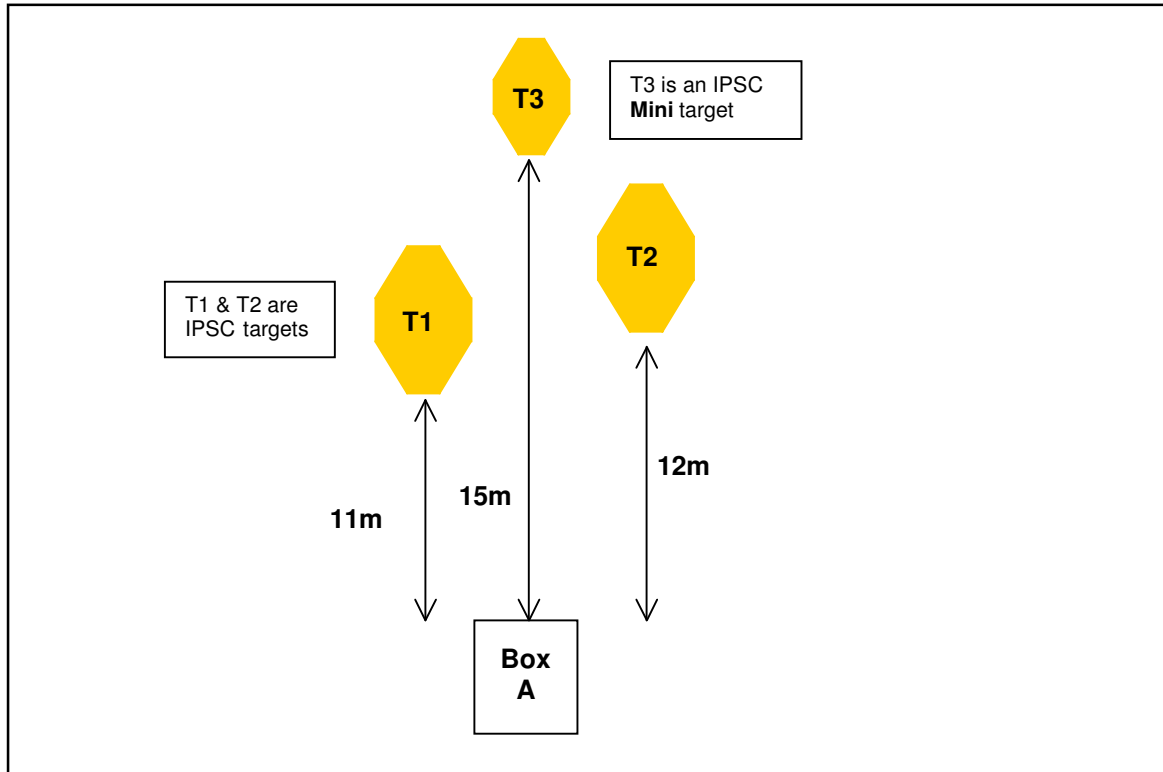 T3
T3 is an IPSC
Mini target
T2
T1 & T2 are
IPSC targets
T1
12m
15m
11m
Box
A